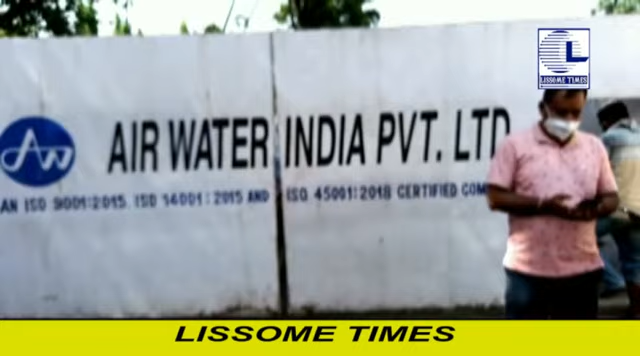 L
LISSOME TIMES
AW
AIR WATER INDIA PVT. LTD
AN ISO 9001:2015, ISO 14001:2015 AND ISO 45001:2018 CERTIFIED
LISSOME TIMES